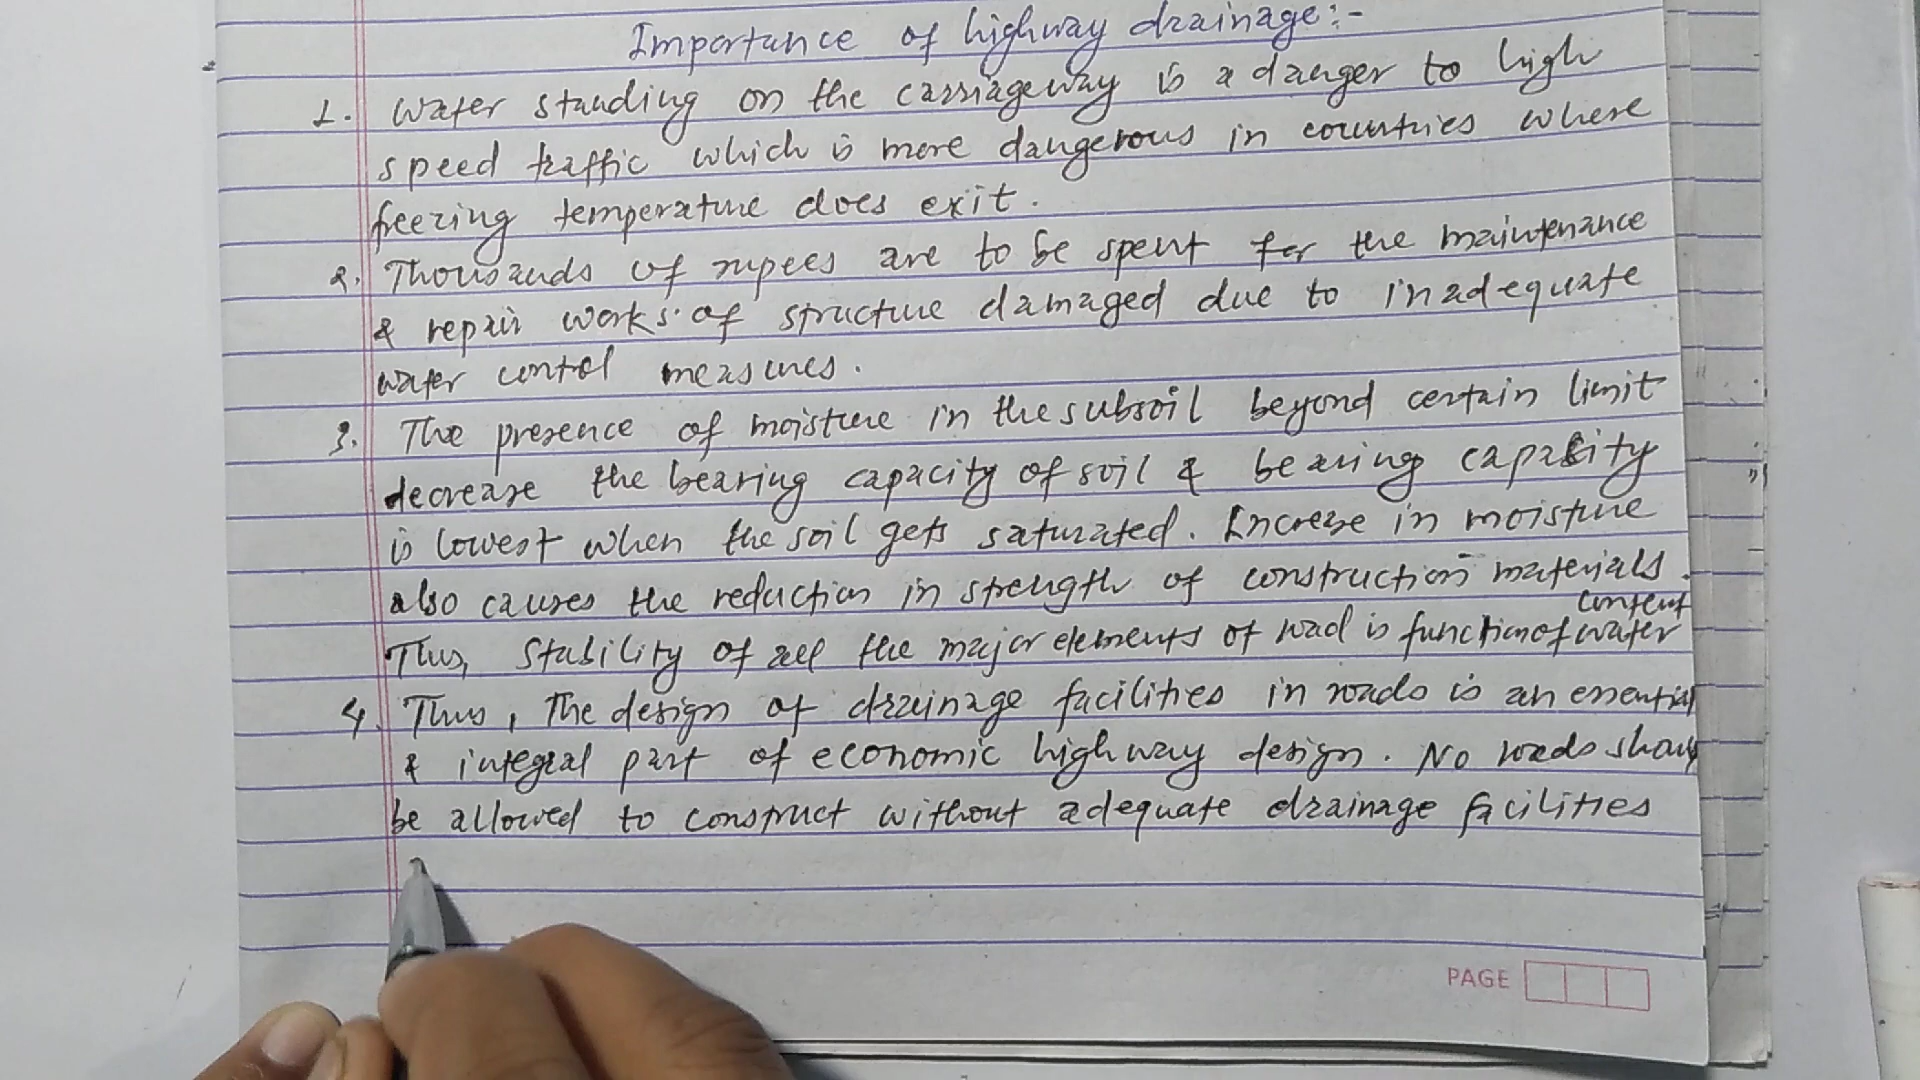 Importance of highway drainage:-
1. Water standing on the carriageway is a danger to high
speed traffic which is more dangerous in countries where
freezing temperature does exit.
2. Thousands of rupees are to be spent for the maintenance
& repair works of structure damaged due to inadequate
water contol measures.
3. The presence of moisture in the subsoil beyond certain limit
decrease the bearing capacity of soil & bearing capacity
is lowest when the soil gets saturated. Increase in moisture
also causes the reduction in strength of construction materials.
Thus, stability of all the major elements of road is function of water content
4. Thus, The design of drainage facilities in roads is an essential
& integral part of economic highway design. No roads should
be allowed to construct without adequate drainage facilities
PAGE